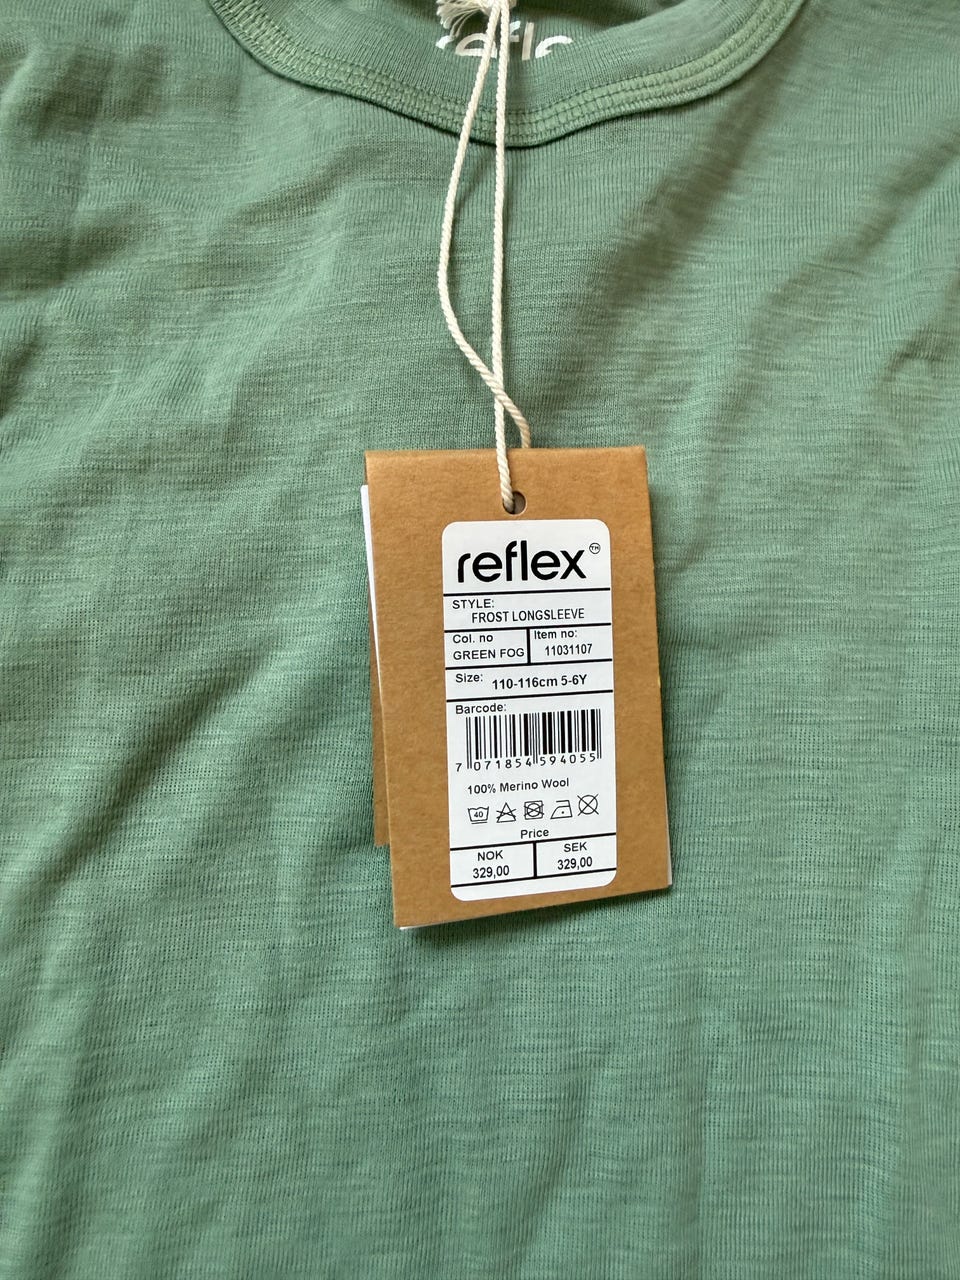 reflex™
STYLE:
FROST LONGSLEEVE
Col. no
GREEN FOG
Item no:
11031107
Size: 110-116cm 5-6Y
Barcode:
7 071854 594055
100% Merino Wool
40
Price
NOK
329,00
SEK
329,00